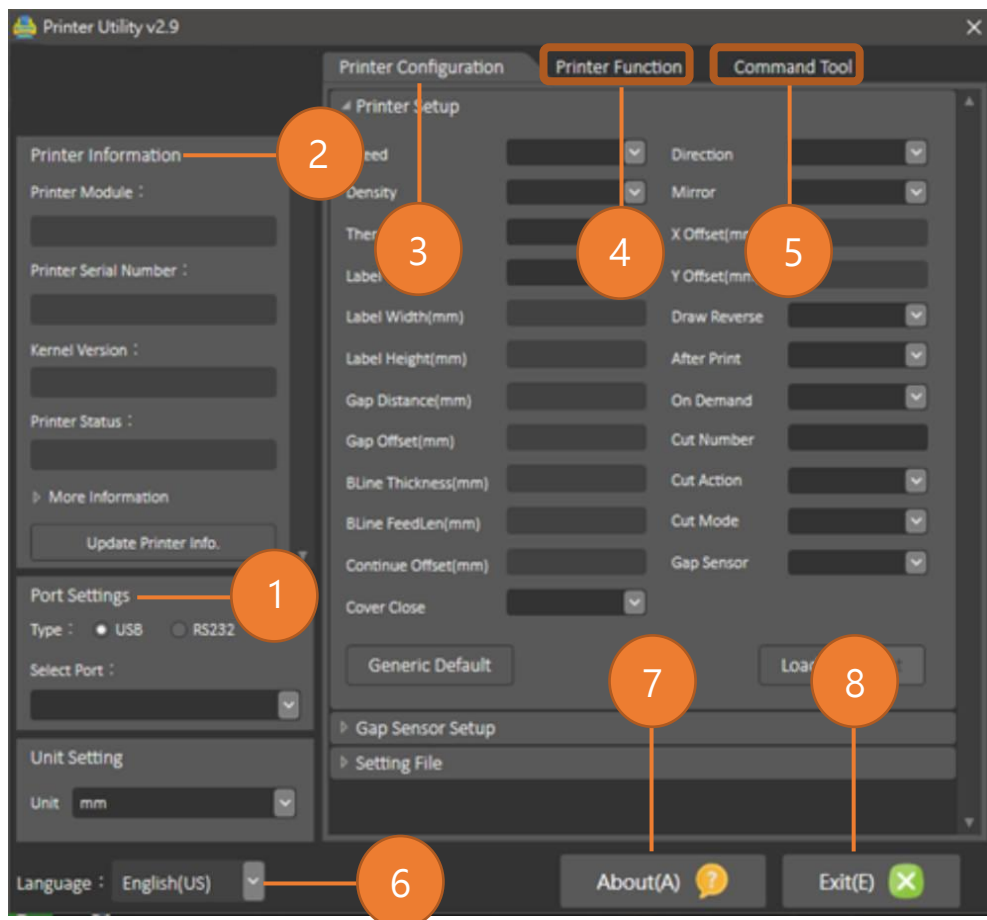 Printer Utility v2.9
Printer Configuration
Printer Function
Command Tool
Printer Setup
Printer Information
2
Printer Module :
Printer Serial Number :
Kernel Version :
Printer Status :
More Information
Update Printer Info.
Port Settings
1
Type : USB RS232
Select Port :
Unit Setting
Unit mm
Direction
Density
Mirror
3
4
5
Label
Label Width(mm)
Draw Reverse
Label Height(mm)
After Print
Gap Distance(mm)
On Demand
Gap Offset(mm)
Cut Number
BLine Thickness(mm)
Cut Action
BLine FeedLen(mm)
Cut Mode
Continue Offset(mm)
Gap Sensor
Cover Close
Generic Default
7
8
Gap Sensor Setup
Setting File
Language : English(US)
6
About(A)
Exit(E)